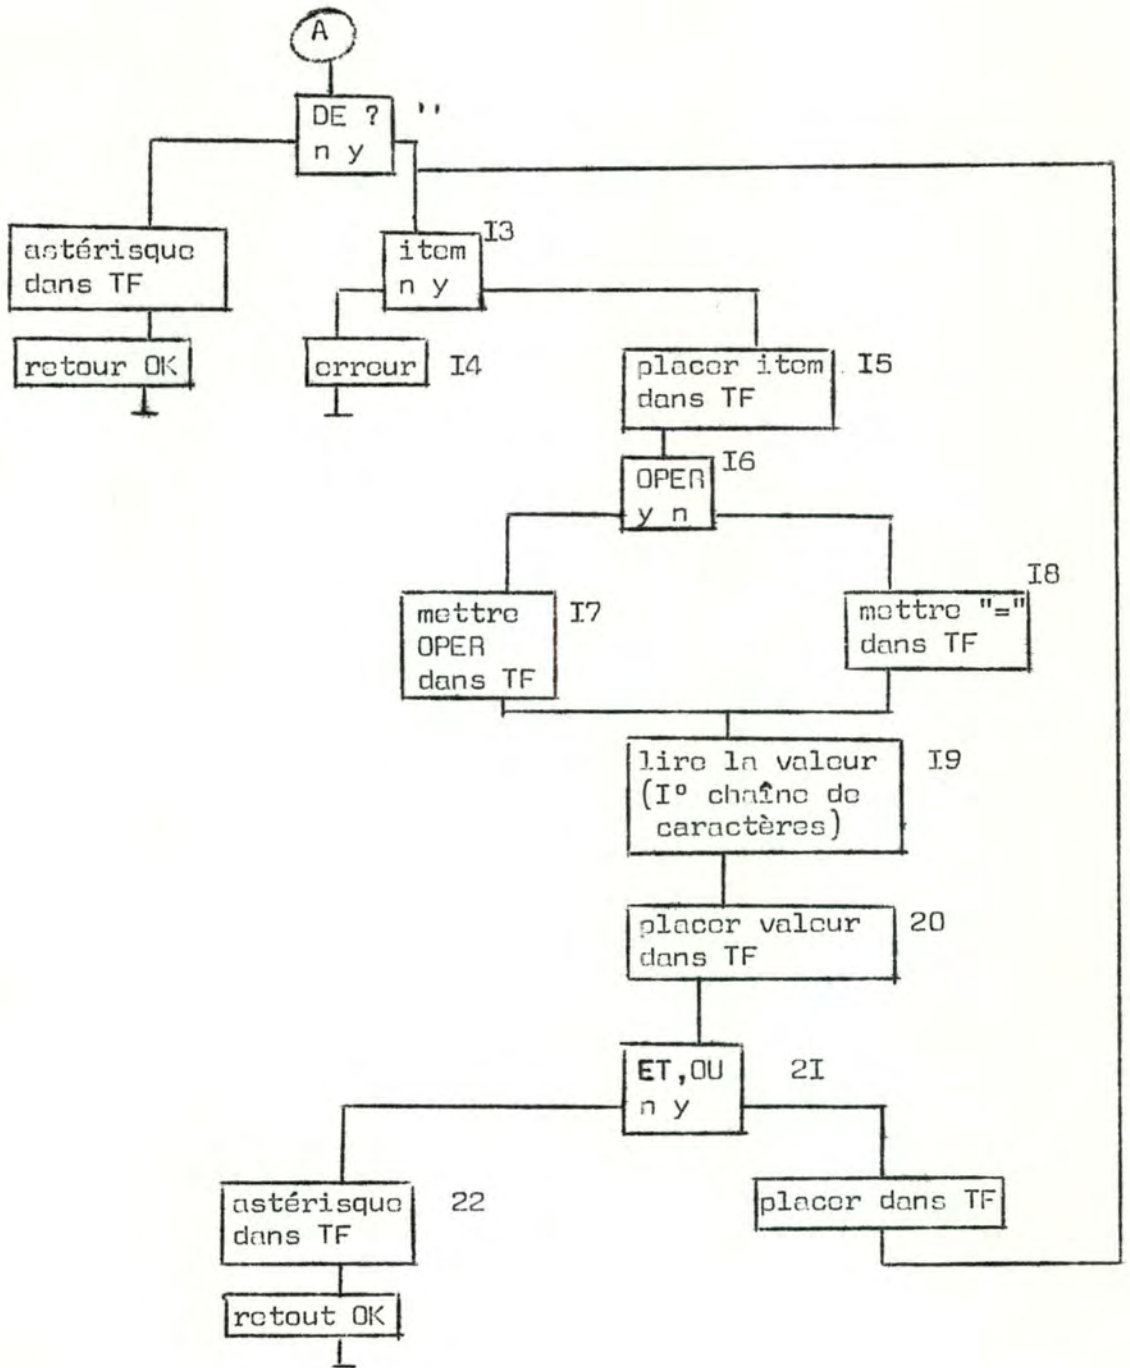 A
DE ? ''
n y
astérisque
dans TF
retour OK
item I3
n y
erreur I4
placer item I5
dans TF
OPER I6
y n
mettre I7
OPER
dans TF
I8
mettre "="
dans TF
lire la valeur I9
(I° chaîne de
caractères)
placer valeur 20
dans TF
ET,OU 2I
n y
astérisque 22
dans TF
retout OK
placer dans TF